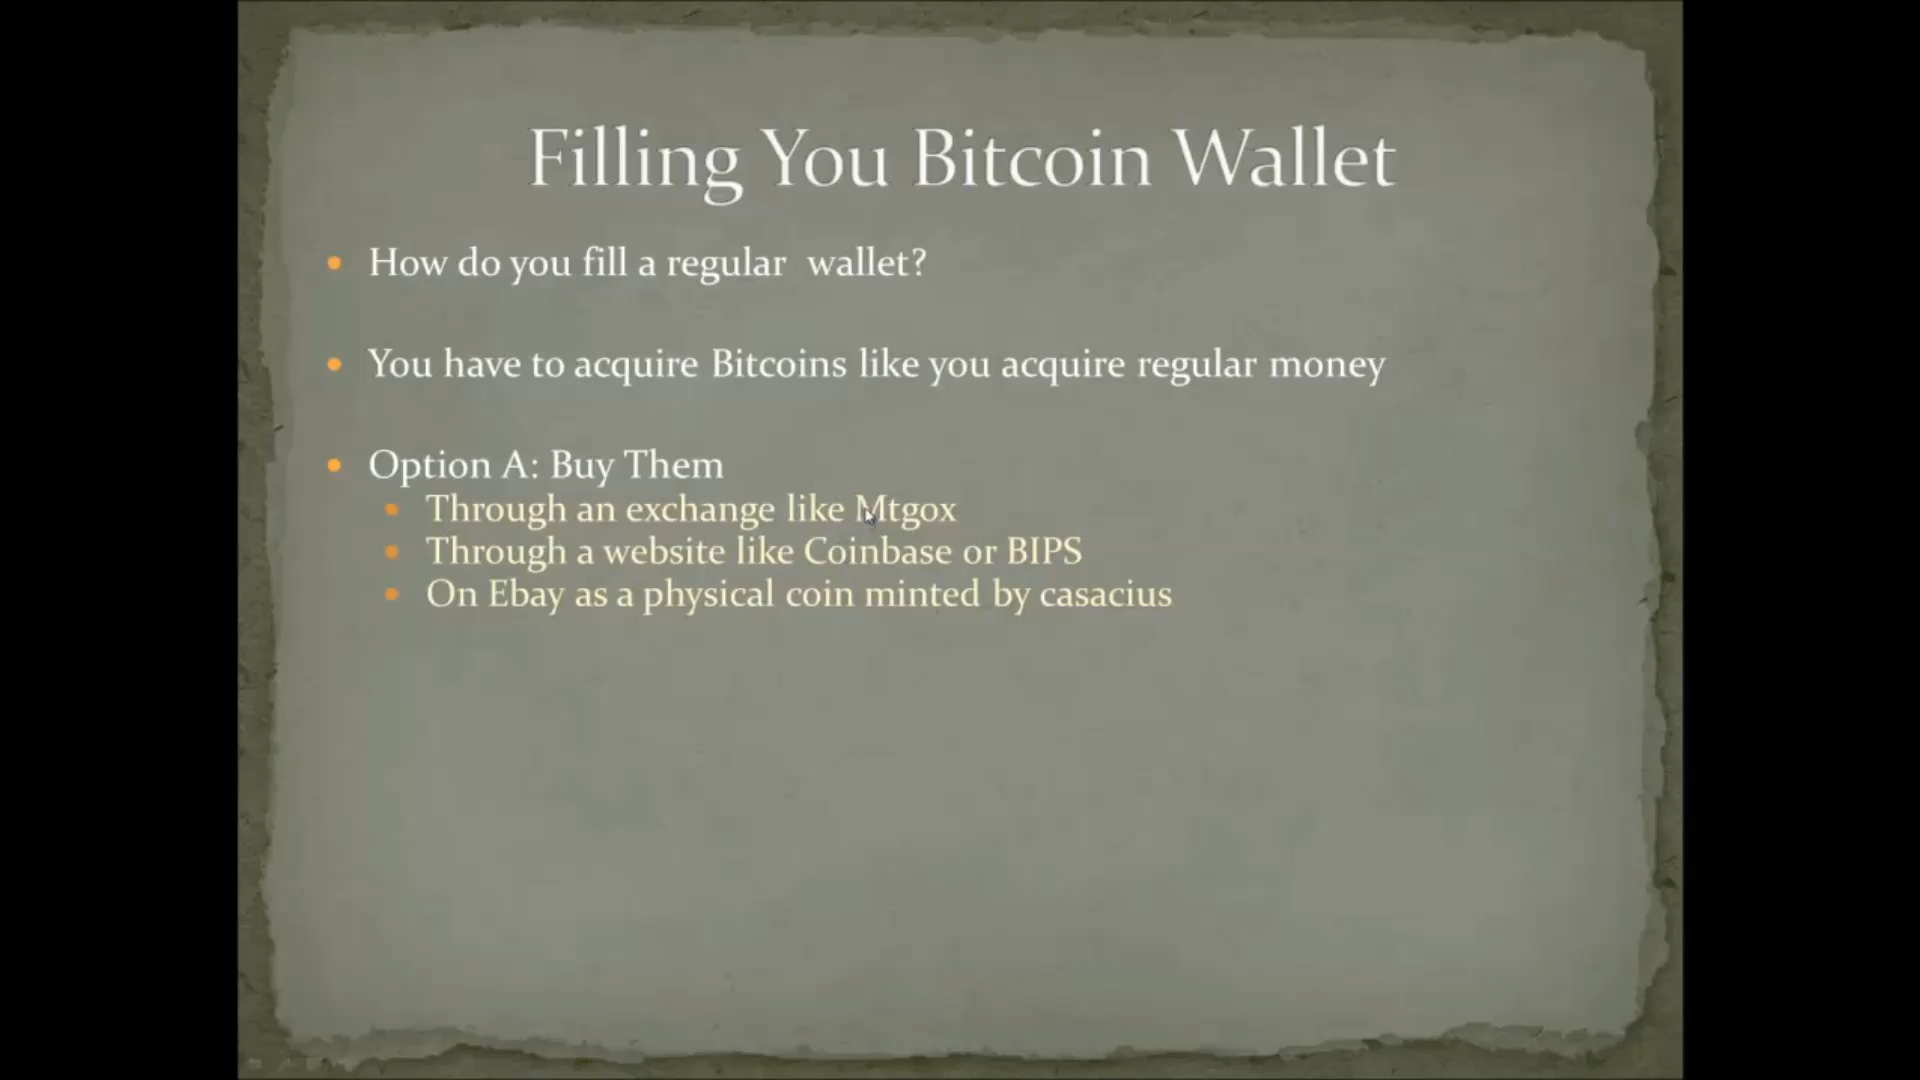 Filling You Bitcoin Wallet
How do you fill a regular wallet?
You have to acquire Bitcoins like you acquire regular money
Option A: Buy Them
Through an exchange like Mtgox
Through a website like Coinbase or BIPS
On Ebay as a physical coin minted by casacius